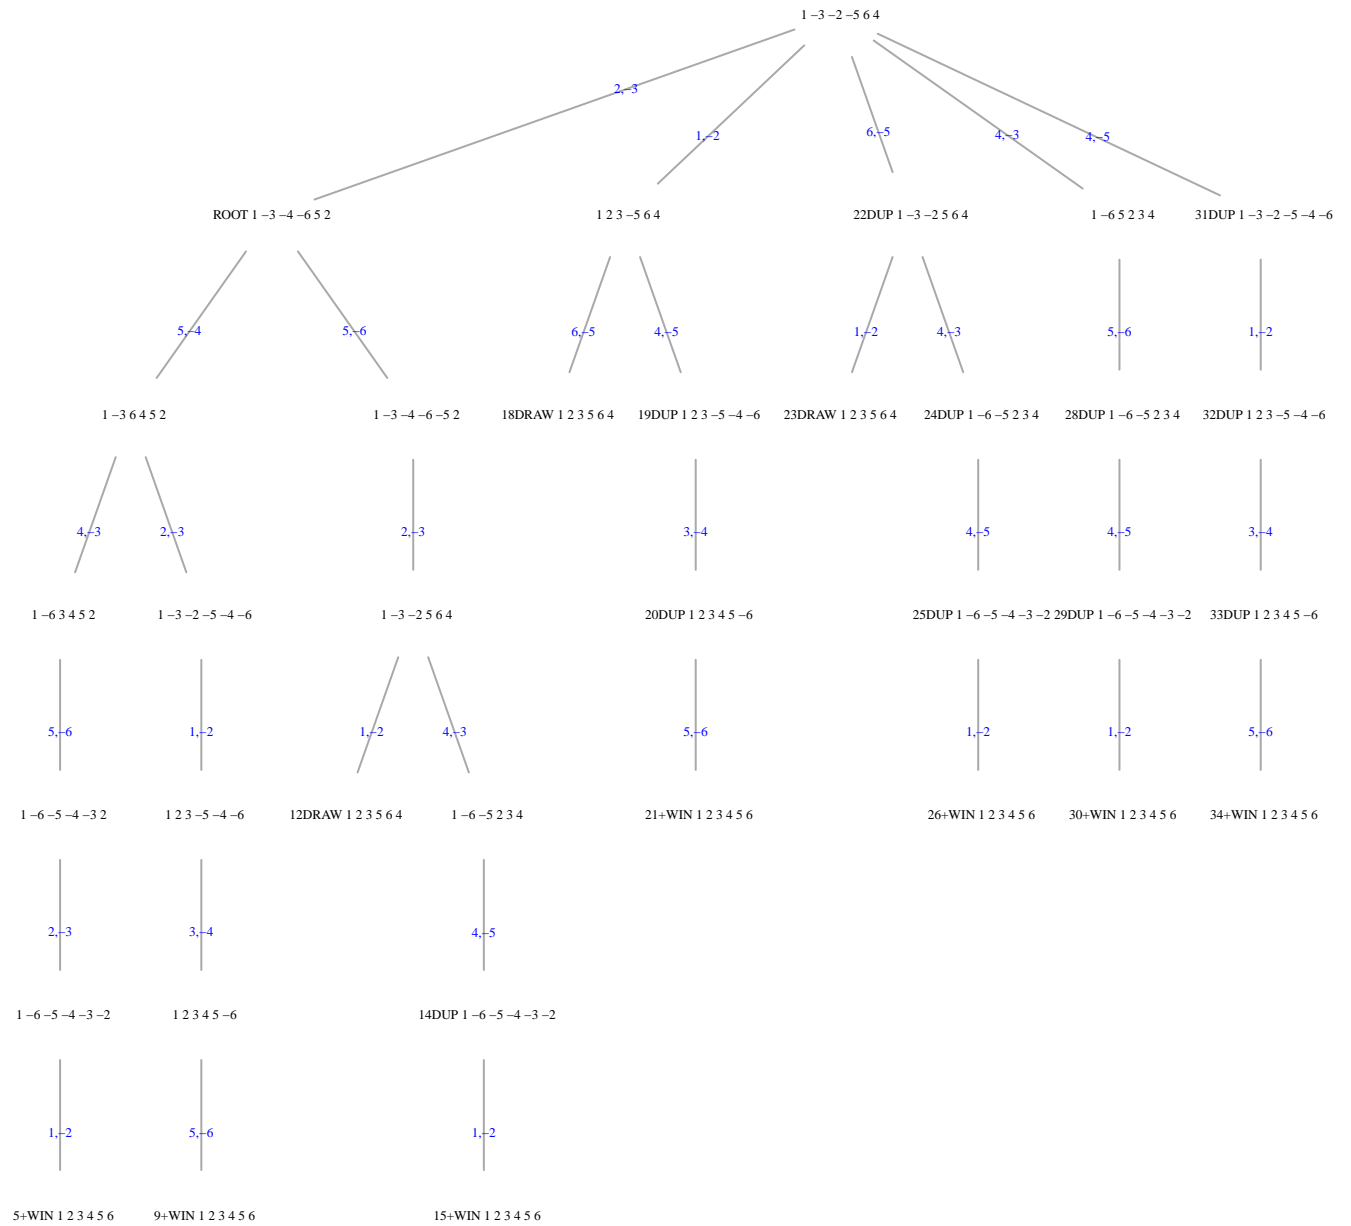 1 −3 −2 −5 6 4
2,−3
1,−2
6,−5
4,−3
4,−5
ROOT 1 −3 −4 −6 5 2
1 2 3 −5 6 4
22DUP 1 −3 −2 5 6 4
1 −6 5 2 3 4
31DUP 1 −3 −2 −5 −4 −6
5,−4
5,−6
6,−5
4,−5
1,−2
4,−3
5,−6
1,−2
1 −3 6 4 5 2
1 −3 −4 −6 −5 2
18DRAW 1 2 3 5 6 4
19DUP 1 2 3 −5 −4 −6
23DRAW 1 2 3 5 6 4
24DUP 1 −6 −5 2 3 4
28DUP 1 −6 −5 2 3 4
32DUP 1 2 3 −5 −4 −6
4,−3
2,−3
2,−3
3,−4
4,−5
4,−5
3,−4
1 −6 3 4 5 2
1 −3 −2 −5 −4 −6
1 −3 −2 5 6 4
20DUP 1 2 3 4 5 −6
25DUP 1 −6 −5 −4 −3 −2
29DUP 1 −6 −5 −4 −3 −2
33DUP 1 2 3 4 5 −6
5,−6
1,−2
1,−2
4,−3
5,−6
1,−2
1,−2
5,−6
1 −6 −5 −4 −3 2
1 2 3 −5 −4 −6
12DRAW 1 2 3 5 6 4
1 −6 −5 2 3 4
21+WIN 1 2 3 4 5 6
26+WIN 1 2 3 4 5 6
30+WIN 1 2 3 4 5 6
34+WIN 1 2 3 4 5 6
2,−3
3,−4
4,−5
1 −6 −5 −4 −3 −2
1 2 3 4 5 −6
14DUP 1 −6 −5 −4 −3 −2
1,−2
5,−6
1,−2
5+WIN 1 2 3 4 5 6
9+WIN 1 2 3 4 5 6
15+WIN 1 2 3 4 5 6